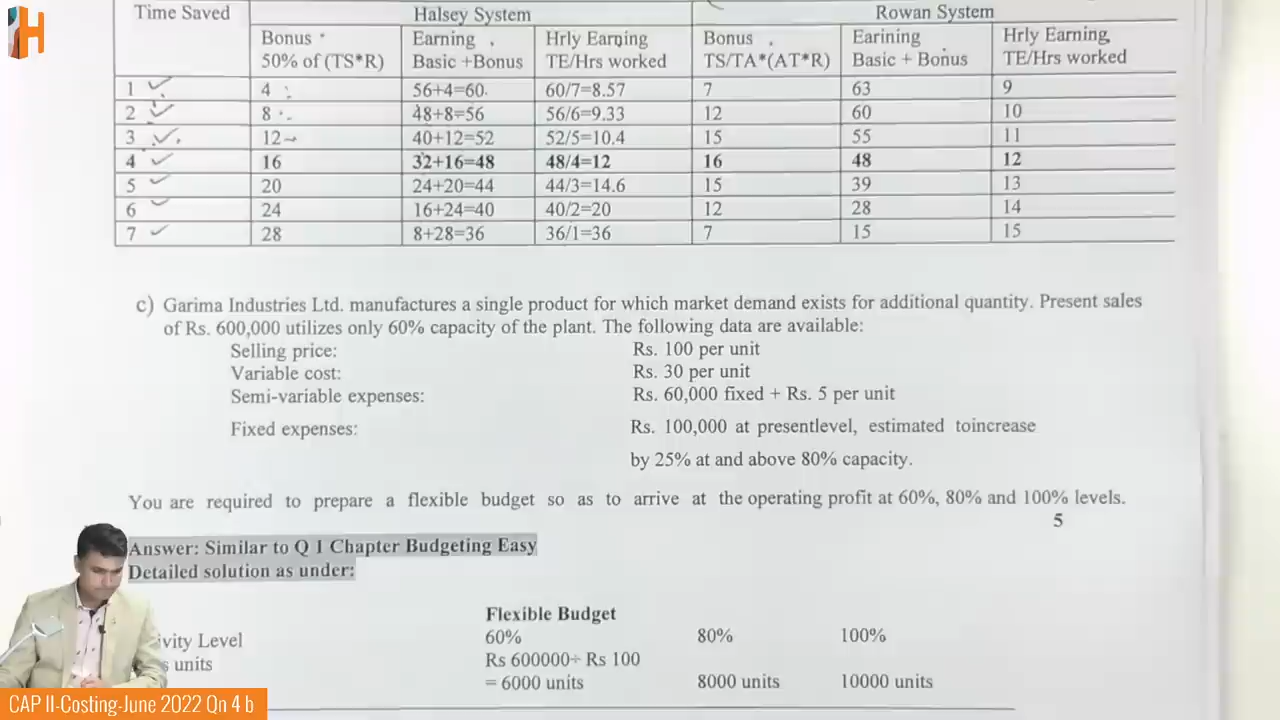 H
Time Saved Halsey System Rowan System
Bonus Earning Hrly Earning Bonus Earining Hrly Earning
50% of (TS*R) Basic +Bonus TE/Hrs worked TS/TA*(AT*R) Basic + Bonus TE/Hrs worked
1 4 56+4=60 60/7=8.57 7 63 9
2 8 48+8=56 56/6=9.33 12 60 10
3 12 40+12=52 52/5=10.4 15 55 11
4 16 32+16=48 48/4=12 16 48 12
5 20 24+20=44 44/3=14.6 15 39 13
6 24 16+24=40 40/2=20 12 28 14
7 28 8+28=36 36/1=36 7 15 15
c) Garima Industries Ltd. manufactures a single product for which market demand exists for additional quantity. Present sales
of Rs. 600,000 utilizes only 60% capacity of the plant. The following data are available:
Selling price: Rs. 100 per unit
Variable cost: Rs. 30 per unit
Semi-variable expenses: Rs. 60,000 fixed + Rs. 5 per unit
Fixed expenses: Rs. 100,000 at presentlevel, estimated toincrease
by 25% at and above 80% capacity.
You are required to prepare a flexible budget so as to arrive at the operating profit at 60%, 80% and 100% levels.
5
Answer: Similar to Q 1 Chapter Budgeting Easy
Detailed solution as under:
Flexible Budget
ivity Level 60% 80% 100%
s units Rs 600000÷ Rs 100
= 6000 units 8000 units 10000 units
CAP II-Costing-June 2022 Qn 4 b